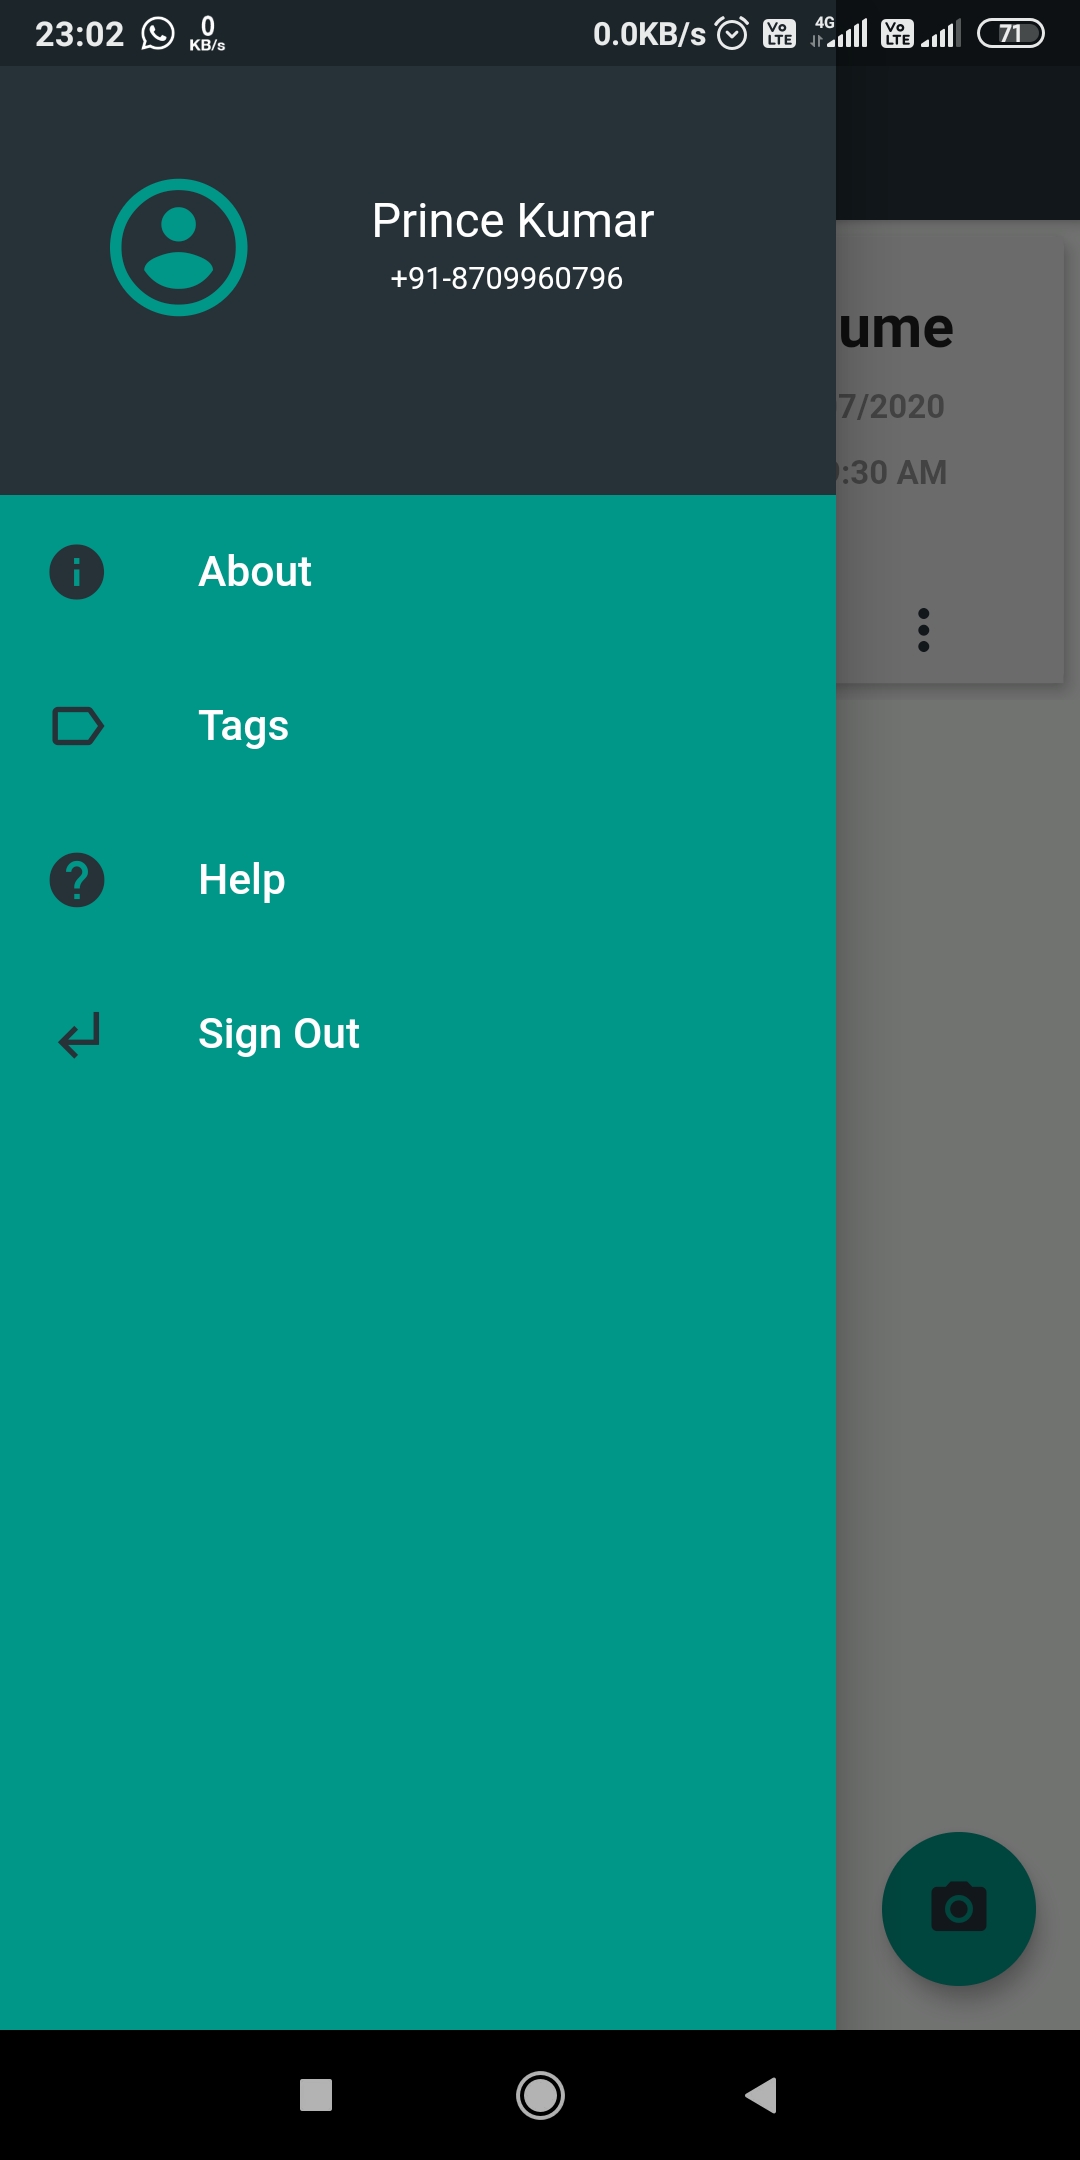 23:02 0 KB/s 0.0KB/s Vo LTE 4G Vo LTE 71
Prince Kumar
+91-8709960796
ume
7/2020
:30 AM
About
Tags
Help
Sign Out